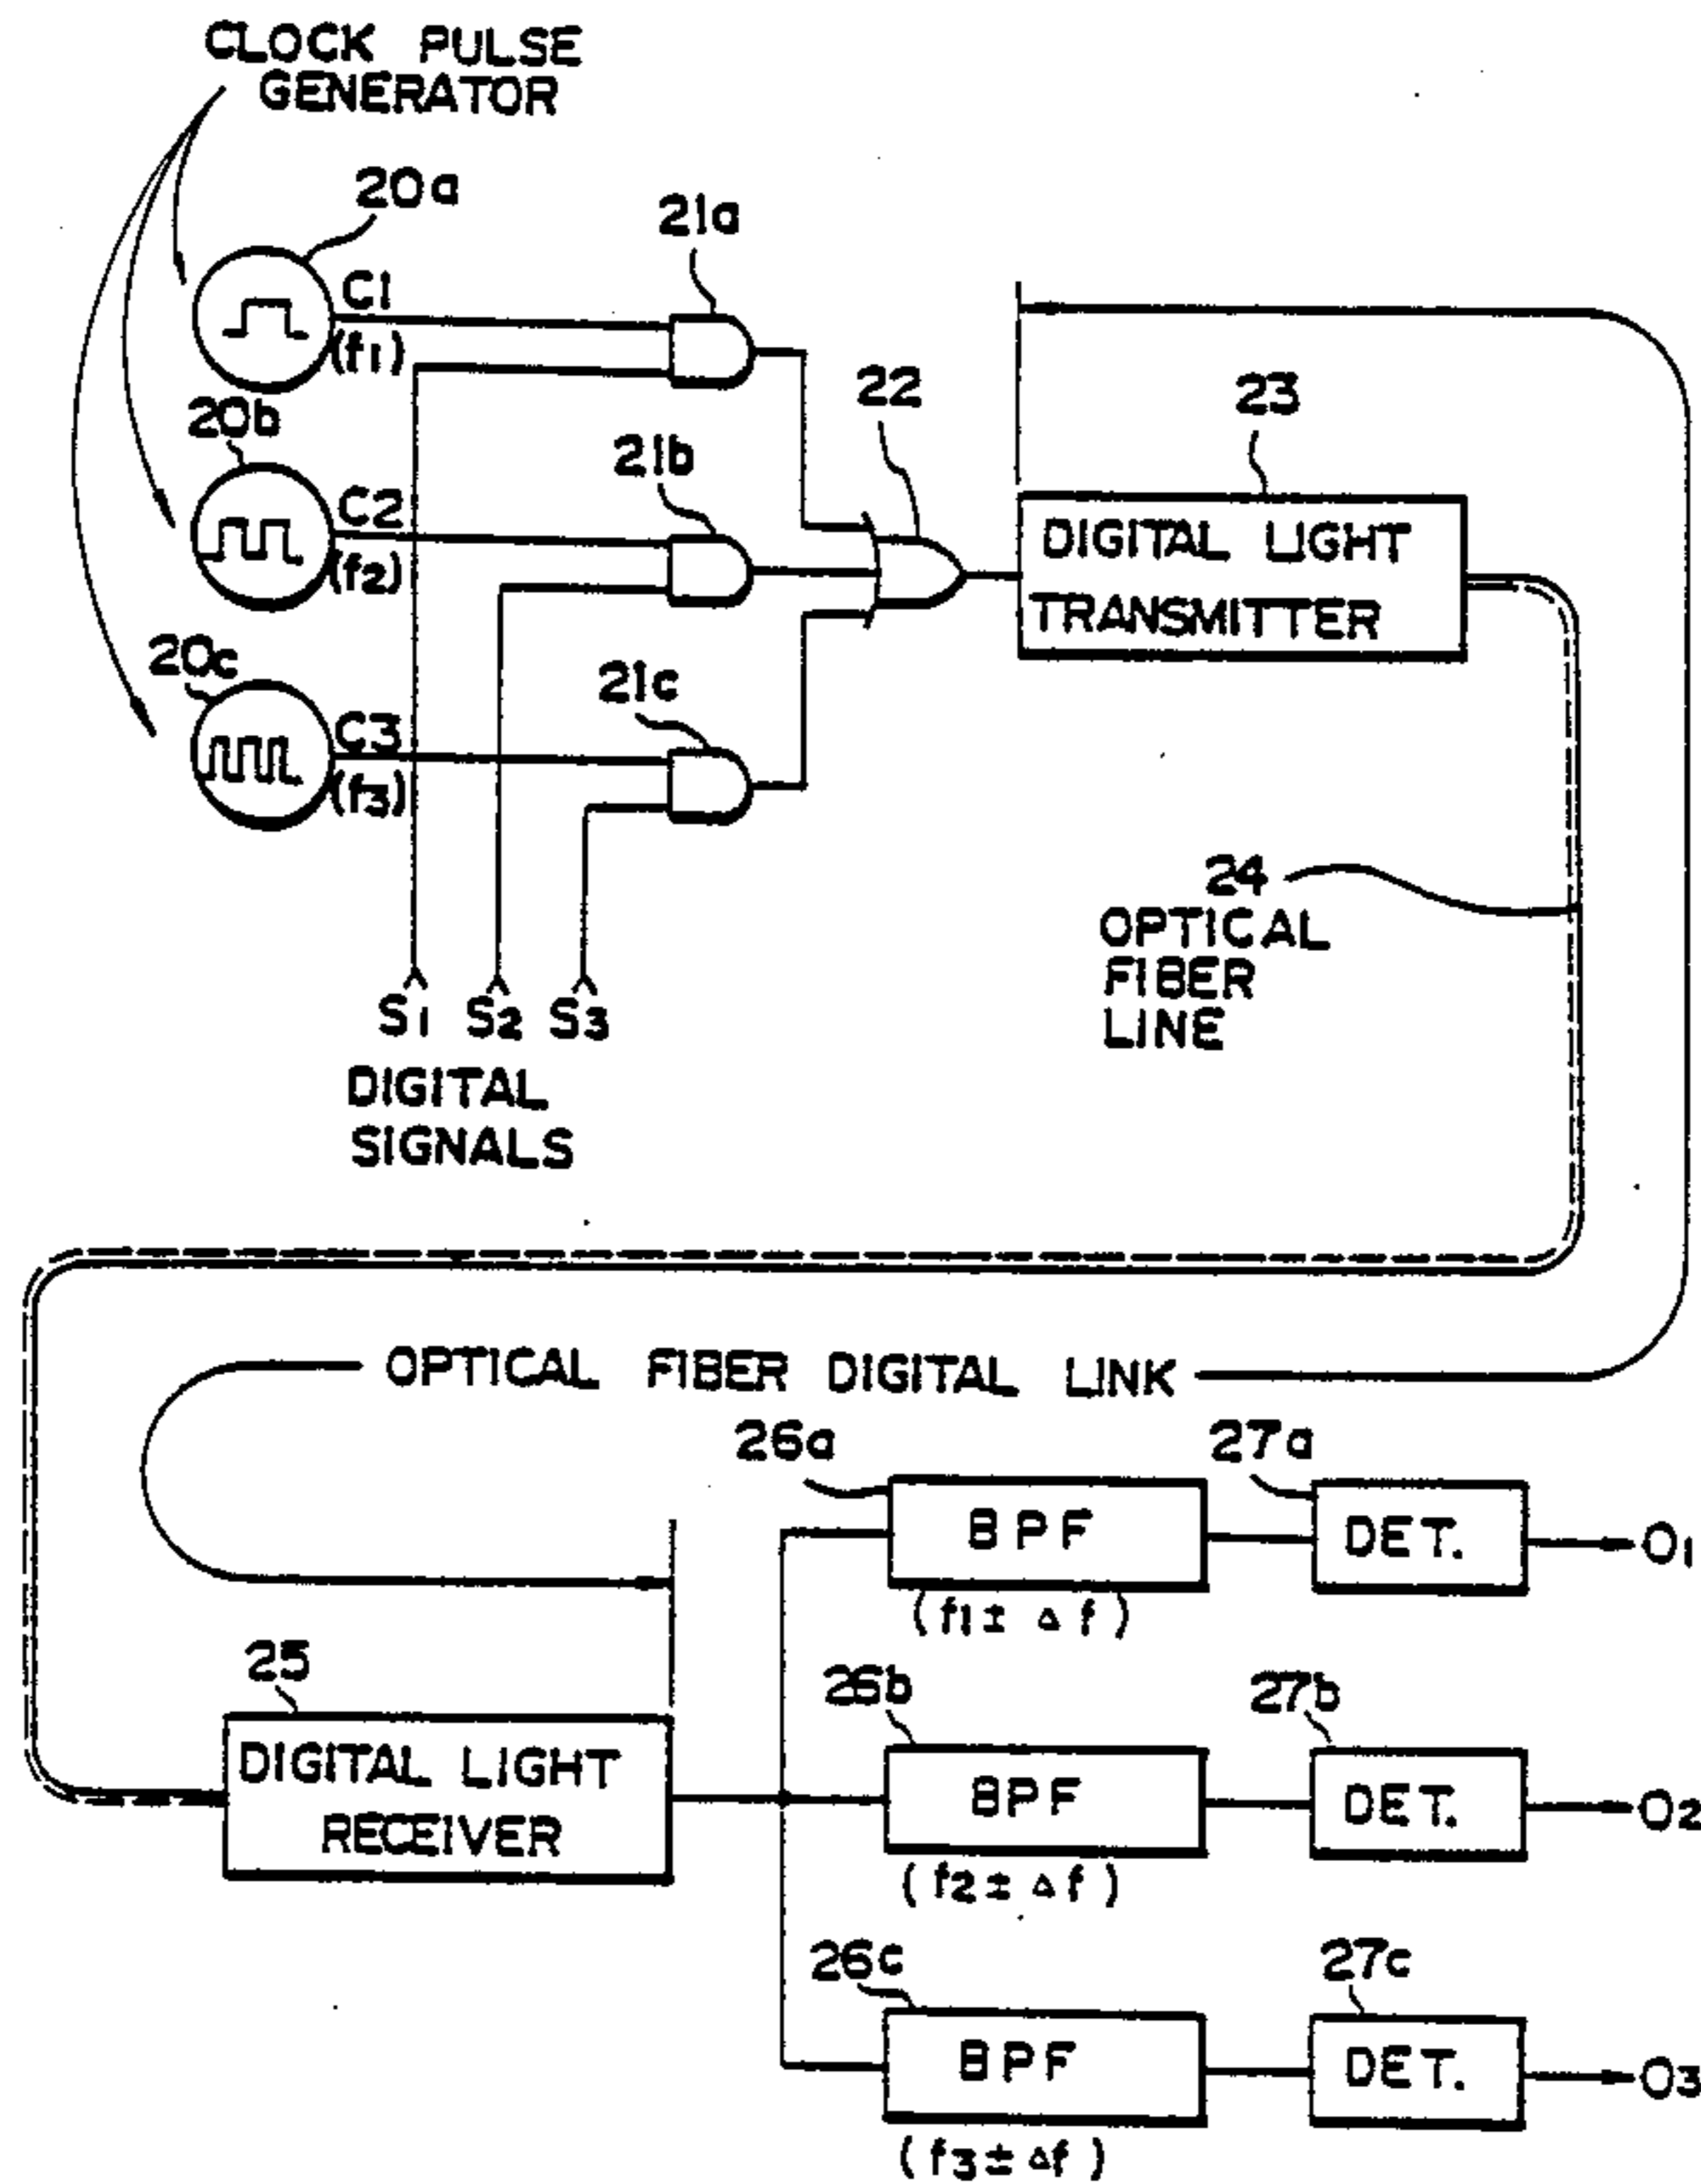 CLOCK PULSE
GENERATOR
20a
21a
C1
(f1)
22
23
20b
21b
C2
(f2)
DIGITAL LIGHT
TRANSMITTER
20c
21c
C3
(f3)
24
OPTICAL
FIBER
LINE
S1 S2 S3
DIGITAL
SIGNALS
OPTICAL FIBER DIGITAL LINK
26a
27a
BPF
DET.
O1
(f1 ± Δf)
25
26b
27b
DIGITAL LIGHT
RECEIVER
BPF
DET.
O2
(f2 ± Δf)
26c
27c
BPF
DET.
O3
(f3 ± Δf)